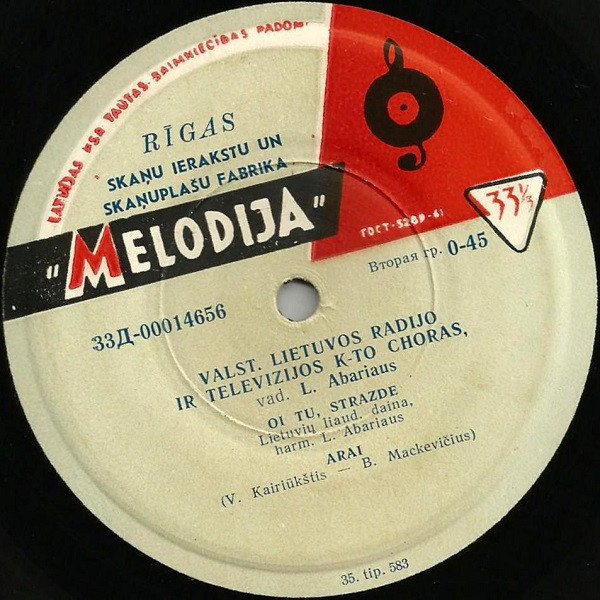 LATVIJAS PSR TAUTAS SAIMNIECĪBAS PADOM.
RĪGAS
SKAŅU IERAKSTU UN
SKAŅUPLAŠU FABRIKA
"MELODIJA"
ГОСТ-5289-61
33⅓
Вторая гр. 0-45
33Д-00014656
VALST. LIETUVOS RADIJO
IR TELEVIZIJOS K-TO CHORAS,
vad. L. Abariaus
OI TU, STRAZDE
Lietuvių liaud. daina,
harm. L. Abariaus
ARAI
(V. Kairiūkštis — B. Mackevičius)
35. tip. 583